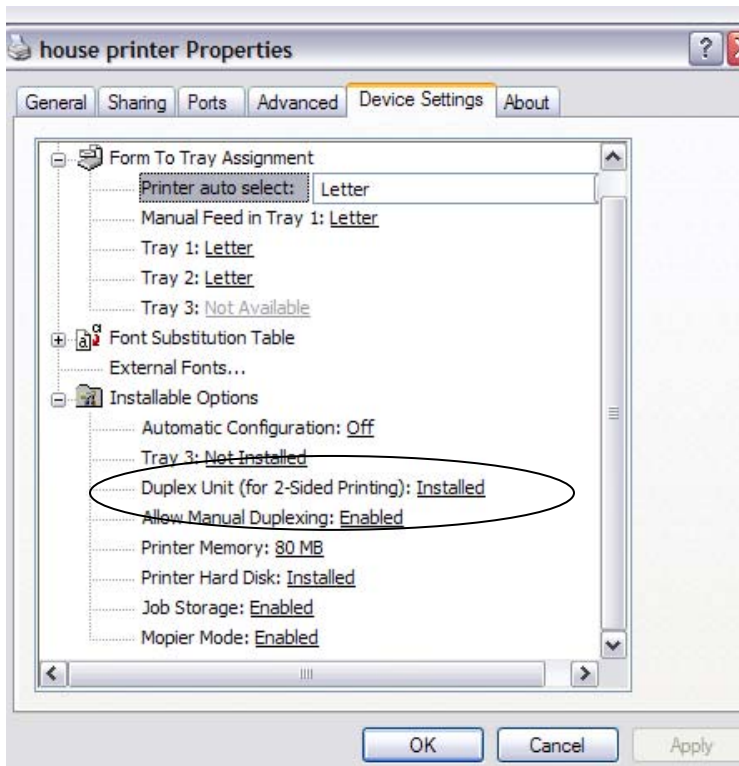 house printer Properties
General Sharing Ports Advanced Device Settings About
Form To Tray Assignment
Printer auto select: Letter
Manual Feed in Tray 1: Letter
Tray 1: Letter
Tray 2: Letter
Tray 3: Not Available
Font Substitution Table
External Fonts...
Installable Options
Automatic Configuration: Off
Tray 3: Not Installed
Duplex Unit (for 2-Sided Printing): Installed
Allow Manual Duplexing: Enabled
Printer Memory: 80 MB
Printer Hard Disk: Installed
Job Storage: Enabled
Mopier Mode: Enabled
OK Cancel Apply